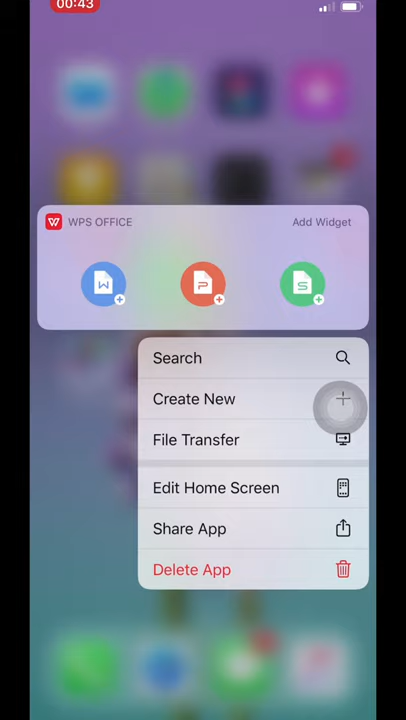 00:43
WPS OFFICE
Add Widget
W
P
S
Search
Create New
File Transfer
Edit Home Screen
Share App
Delete App